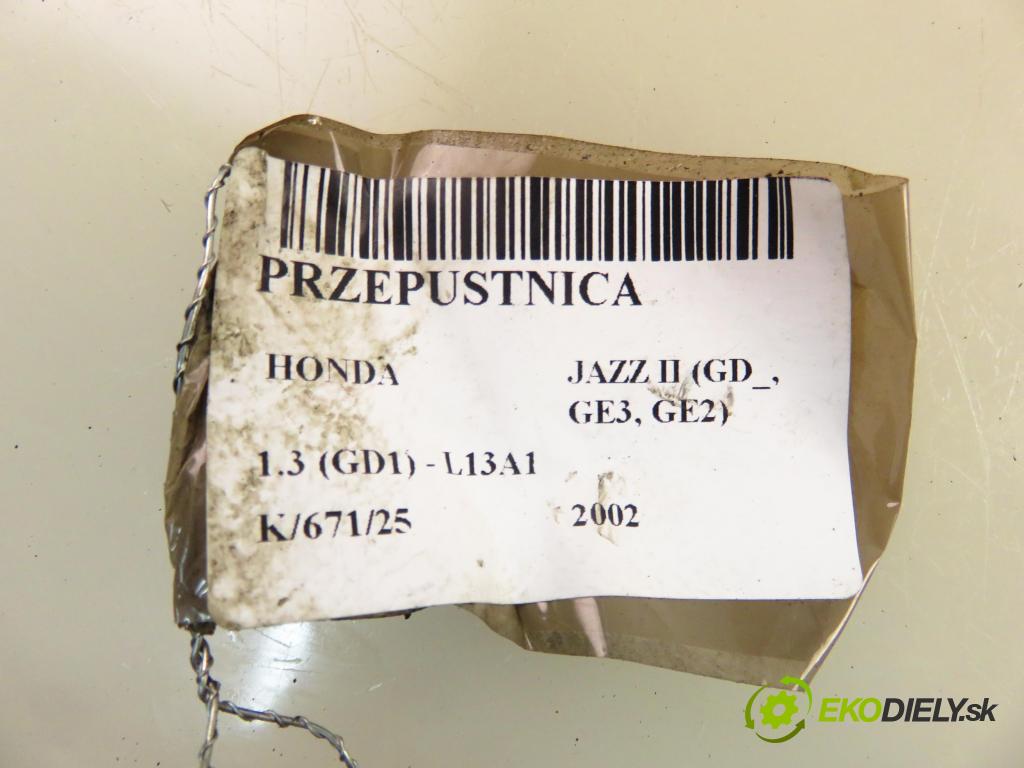 PRZEPUSTNICA
HONDA
JAZZ II (GD_,
GE3, GE2)
1.3 (GD1) - L13A1
K/671/25
2002
EKODIELY.sk